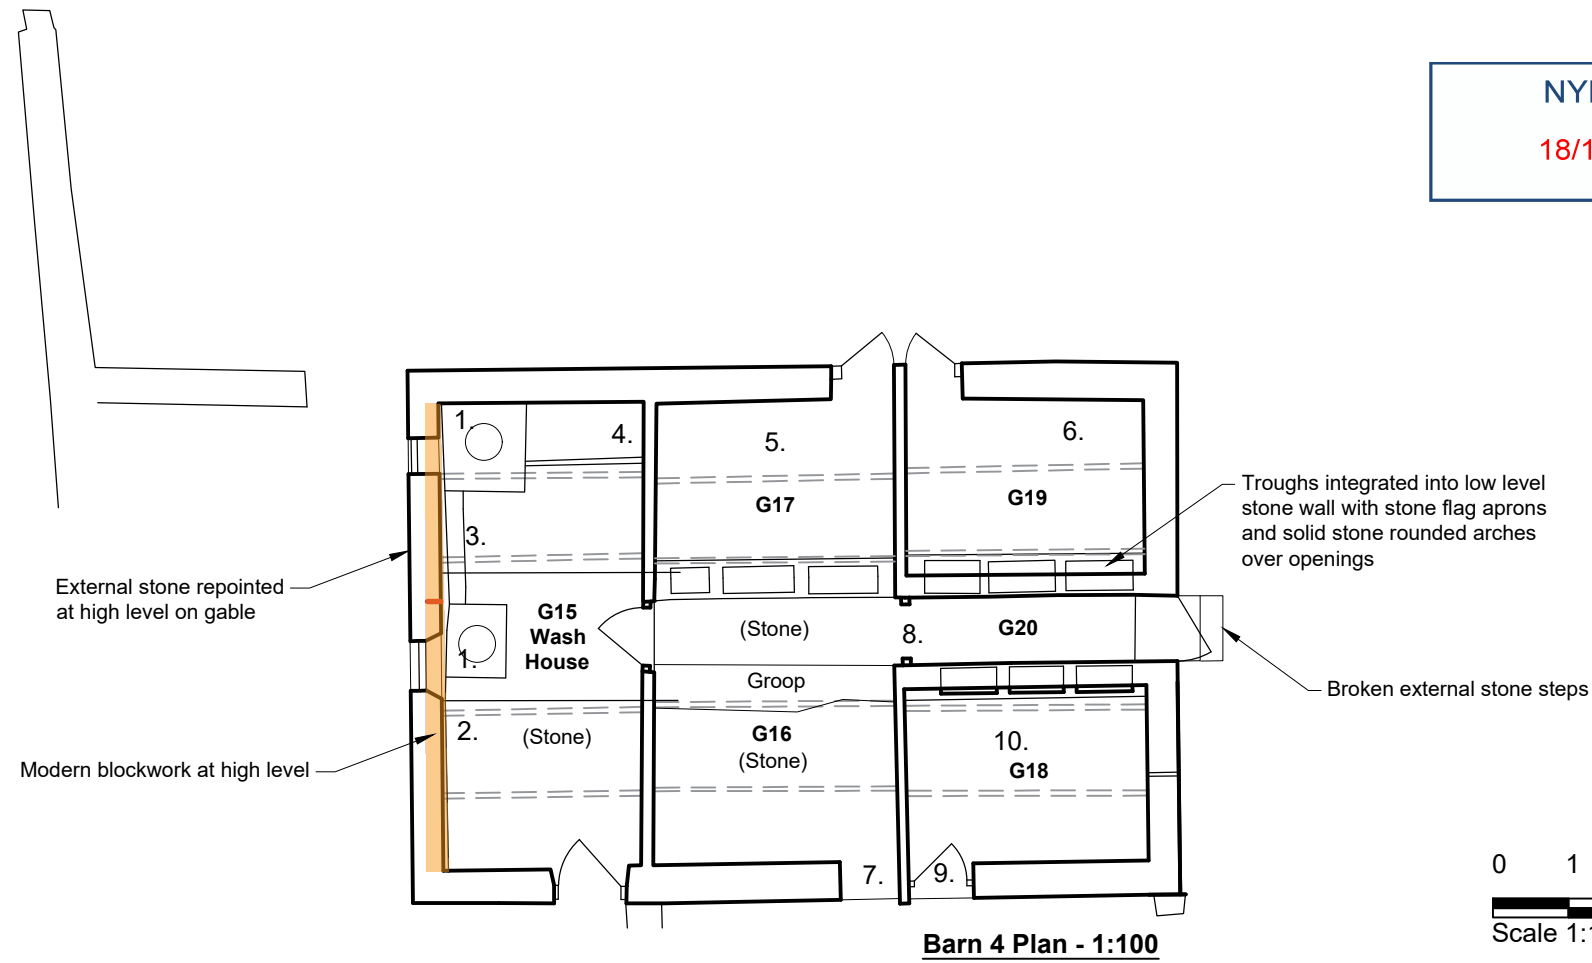 NY
18/1
1.
4.
5.
6.
G17
G19
Troughs integrated into low level
stone wall with stone flag aprons
and solid stone rounded arches
over openings
3.
External stone repointed
at high level on gable
G15
Wash
House
(Stone)
8.
G20
1.
Groop
Broken external stone steps
2.
(Stone)
G16
(Stone)
10.
G18
Modern blockwork at high level
7.
9.
0 1
Scale 1:
Barn 4 Plan - 1:100